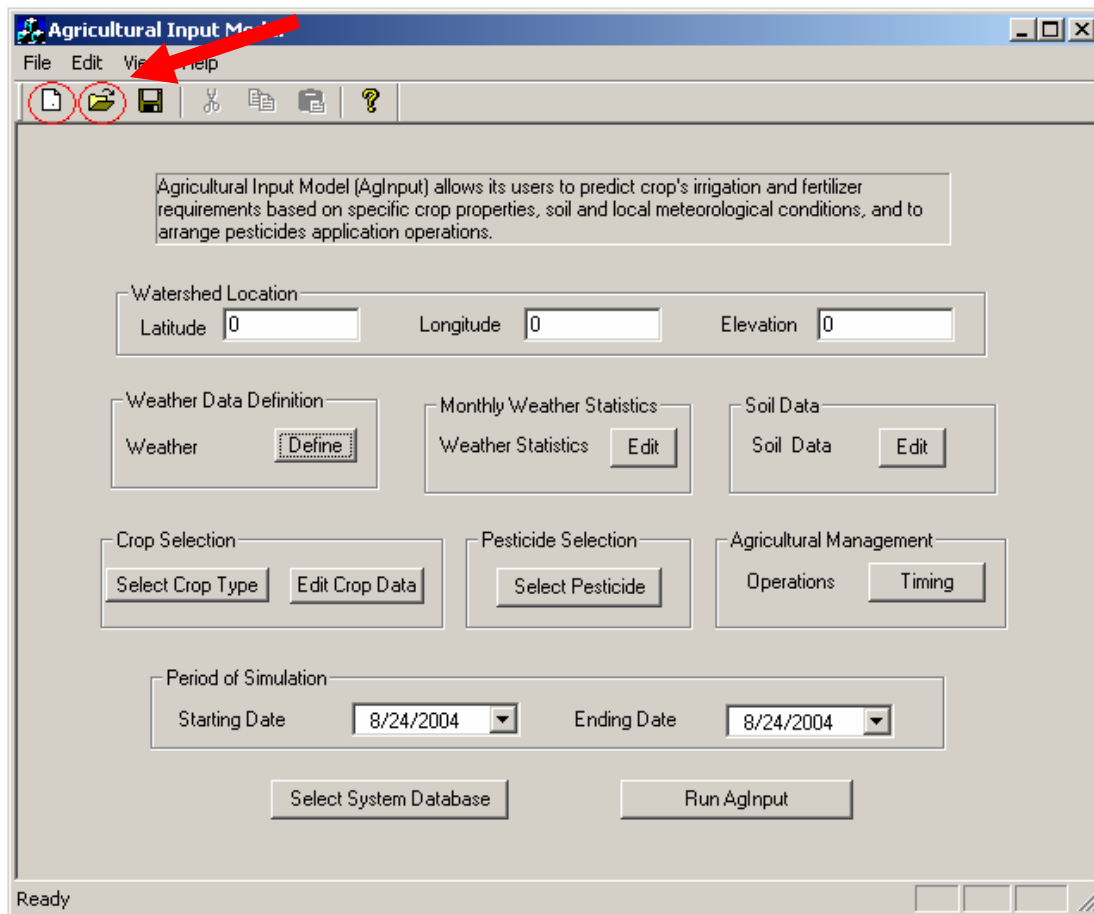 Agricultural Input Model
File Edit View Help
Agricultural Input Model (AgInput) allows its users to predict crop's irrigation and fertilizer
requirements based on specific crop properties, soil and local meteorological conditions, and to
arrange pesticides application operations.
Watershed Location
Latitude 0 Longitude 0 Elevation 0
Weather Data Definition Monthly Weather Statistics Soil Data
Weather Define Weather Statistics Edit Soil Data Edit
Crop Selection Pesticide Selection Agricultural Management
Select Crop Type Edit Crop Data Select Pesticide Operations Timing
Period of Simulation
Starting Date 8/24/2004 Ending Date 8/24/2004
Select System Database Run AgInput
Ready